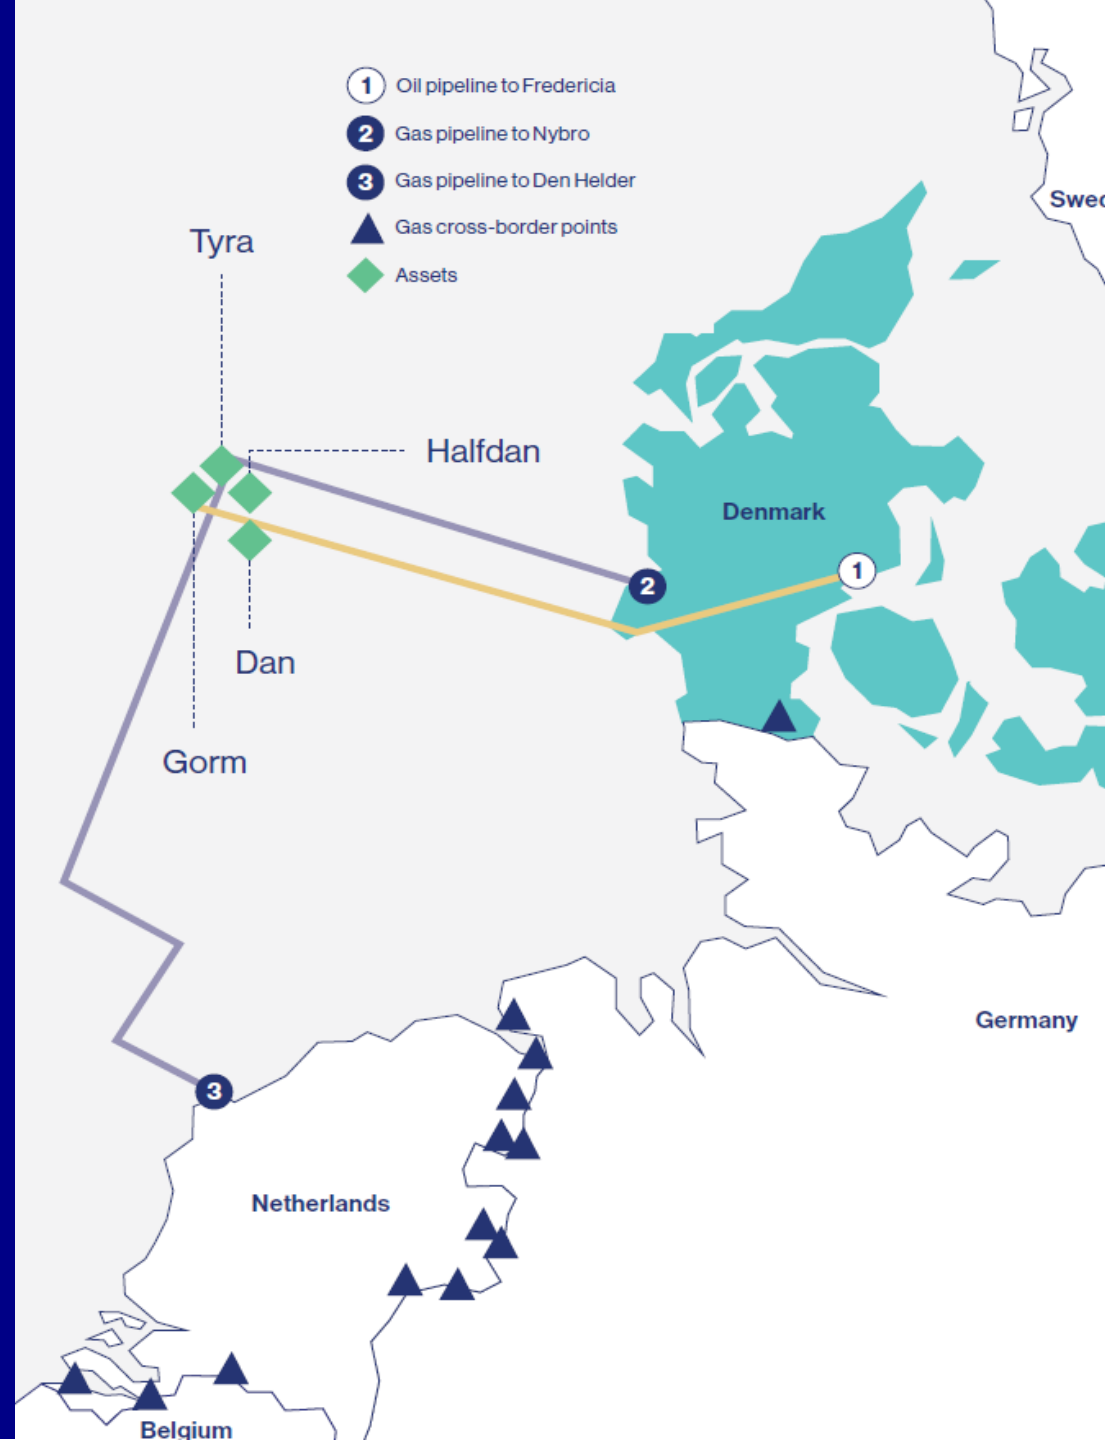 1 Oil pipeline to Fredericia
2 Gas pipeline to Nybro
3 Gas pipeline to Den Helder
Gas cross-border points
Assets
Swed
Tyra
Halfdan
Denmark
1
2
Dan
Gorm
Germany
3
Netherlands
Belgium